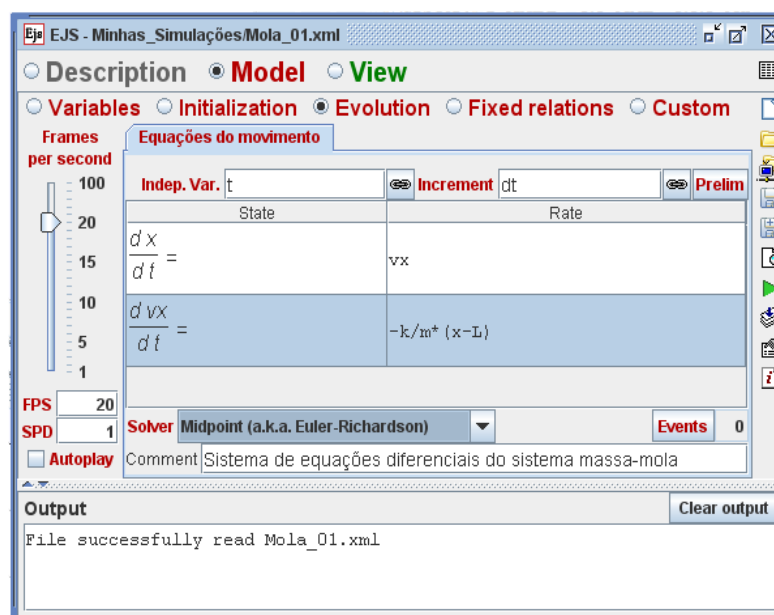 Ejs EJS - Minhas_Simulações/Mola_01.xml
Description Model View
Variables Initialization Evolution Fixed relations Custom
Frames per second
100
20
15
10
5
1
FPS 20
SPD 1
Autoplay
Equações do movimento
Indep. Var. t Increment dt Prelim
State Rate
d x
d t = vx
d vx
d t = -k/m*(x-L)
Solver Midpoint (a.k.a. Euler-Richardson) Events 0
Comment Sistema de equações diferenciais do sistema massa-mola
Output Clear output
File successfully read Mola_01.xml